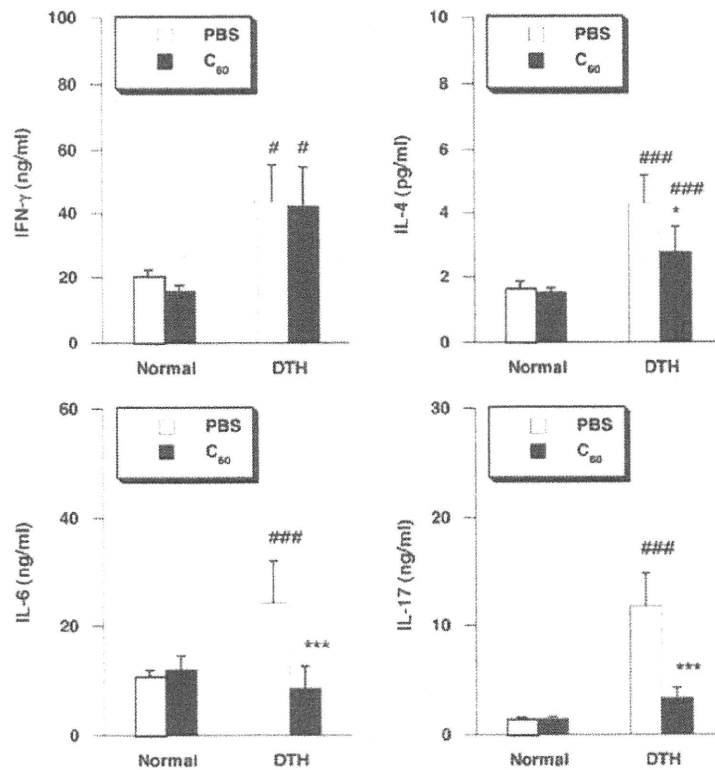 100
80
60
40
20
0
IFN-γ (ng/ml)
PBS
C60
#
#
Normal
DTH
10
8
6
4
2
0
IL-4 (pg/ml)
PBS
C60
###
###
*
Normal
DTH
60
40
20
0
IL-6 (ng/ml)
PBS
C60
###
***
Normal
DTH
30
20
10
0
IL-17 (ng/ml)
PBS
C60
###
***
Normal
DTH